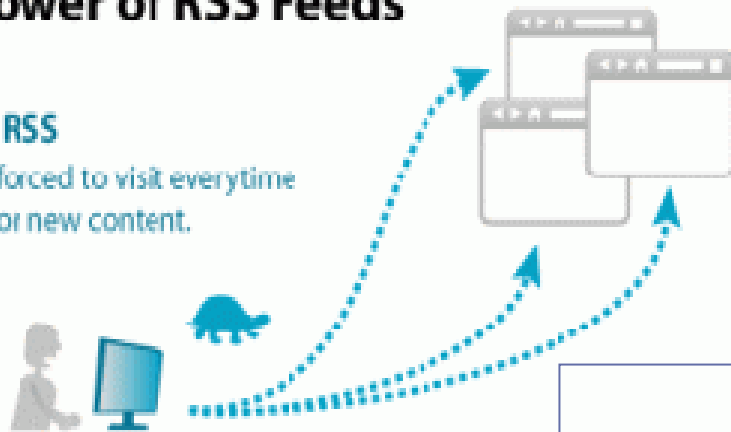 ower of RSS Feeds
RSS
forced to visit everytime
or new content.